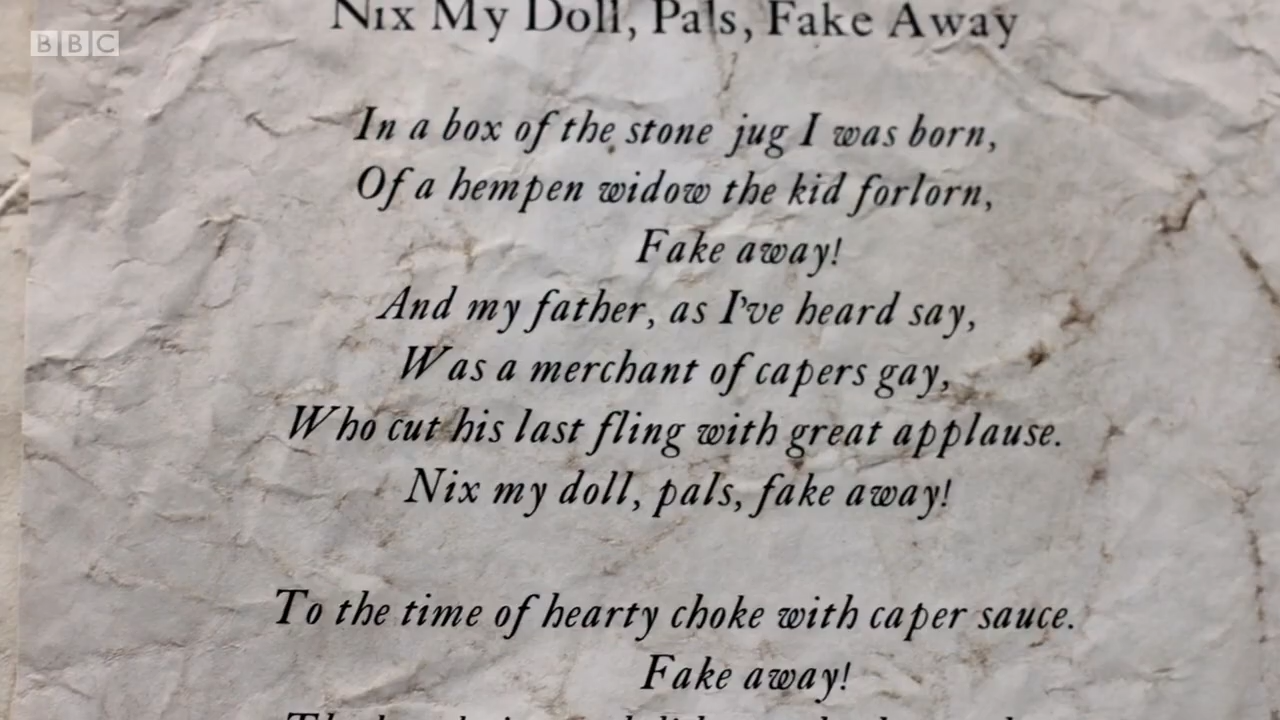 BBC
Nix My Doll, Pals, Fake Away
In a box of the stone jug I was born,
Of a hempen widow the kid forlorn,
Fake away!
And my father, as I've heard say,
Was a merchant of capers gay,
Who cut his last fling with great applause.
Nix my doll, pals, fake away!
To the time of hearty choke with caper sauce.
Fake away!